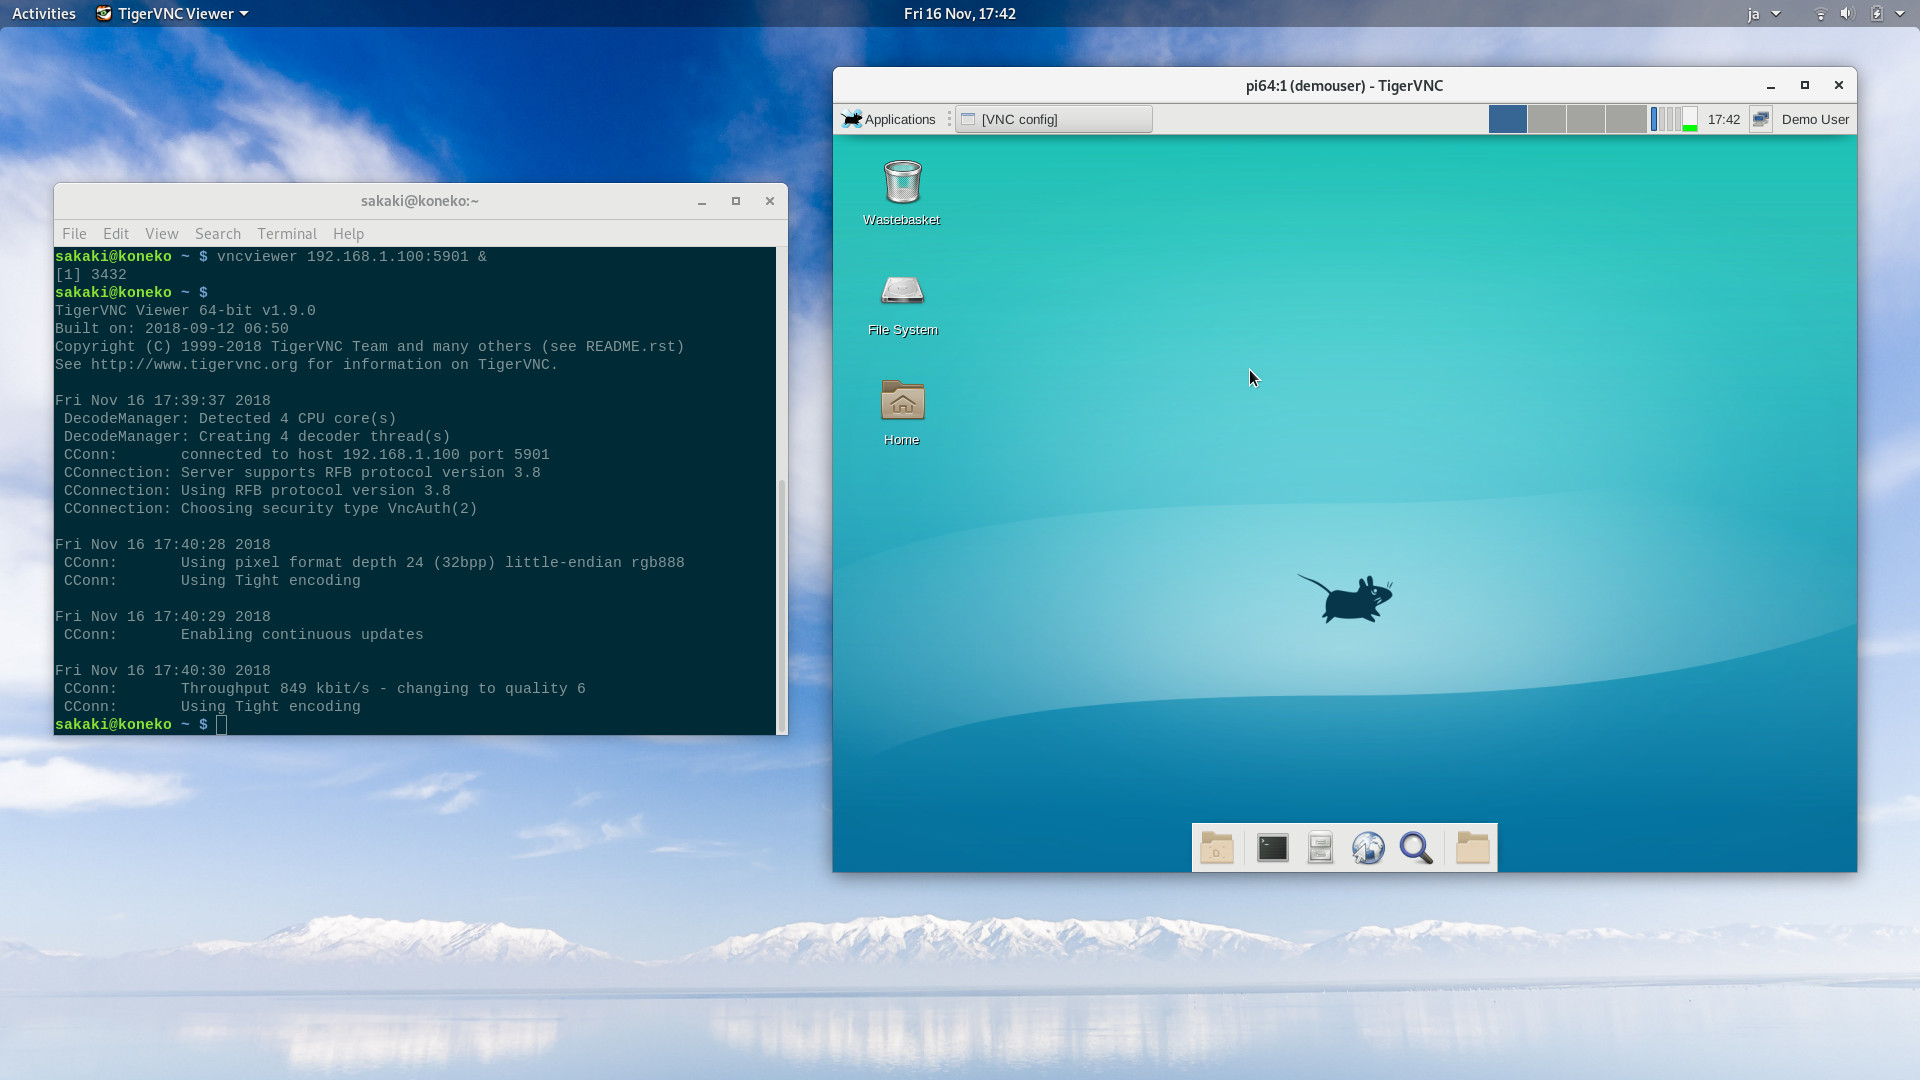 Activities
TigerVNC Viewer
Fri 16 Nov, 17:42
ja
sakaki@koneko:~
File Edit View Search Terminal Help
sakaki@koneko ~ $ vncviewer 192.168.1.100:5901 &
[1] 3432
sakaki@koneko ~ $
TigerVNC Viewer 64-bit v1.9.0
Built on: 2018-09-12 06:50
Copyright (C) 1999-2018 TigerVNC Team and many others (see README.rst)
See http://www.tigervnc.org for information on TigerVNC.
Fri Nov 16 17:39:37 2018
DecodeManager: Detected 4 CPU core(s)
DecodeManager: Creating 4 decoder thread(s)
CConn: connected to host 192.168.1.100 port 5901
CConnection: Server supports RFB protocol version 3.8
CConnection: Using RFB protocol version 3.8
CConnection: Choosing security type VncAuth(2)
Fri Nov 16 17:40:28 2018
CConn: Using pixel format depth 24 (32bpp) little-endian rgb888
CConn: Using Tight encoding
Fri Nov 16 17:40:29 2018
CConn: Enabling continuous updates
Fri Nov 16 17:40:30 2018
CConn: Throughput 849 kbit/s - changing to quality 6
CConn: Using Tight encoding
sakaki@koneko ~ $
pi64:1 (demouser) - TigerVNC
Applications
[VNC config]
17:42
Demo User
Wastebasket
File System
Home